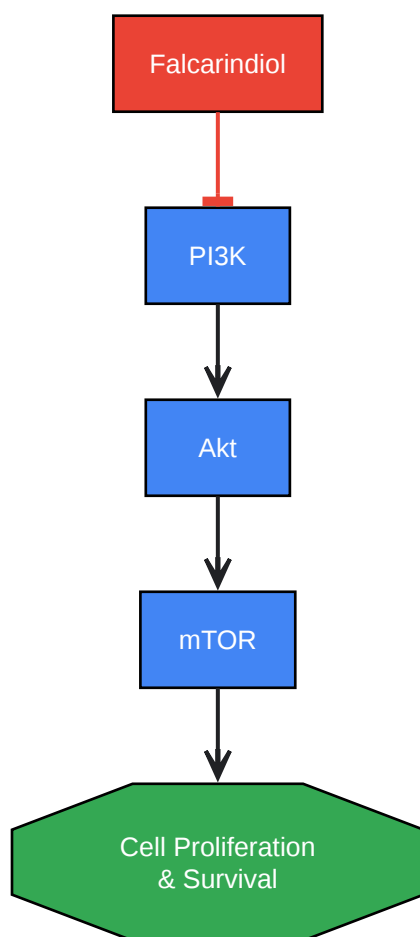 Falcarindiol
PI3K
Akt
mTOR
Cell Proliferation
& Survival